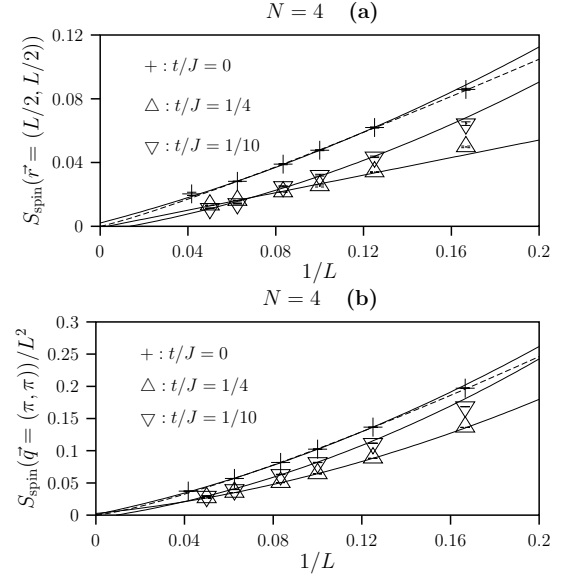 N = 4 (a)
S_spin(r⃗ = (L/2, L/2))
0.12
0.08
0.04
0
+ : t/J = 0
△ : t/J = 1/4
▽ : t/J = 1/10
0 0.04 0.08 0.12 0.16 0.2
1/L
N = 4 (b)
S_spin(q⃗ = (π, π))/L²
0.3
0.25
0.2
0.15
0.1
0.05
0
+ : t/J = 0
△ : t/J = 1/4
▽ : t/J = 1/10
0 0.04 0.08 0.12 0.16 0.2
1/L